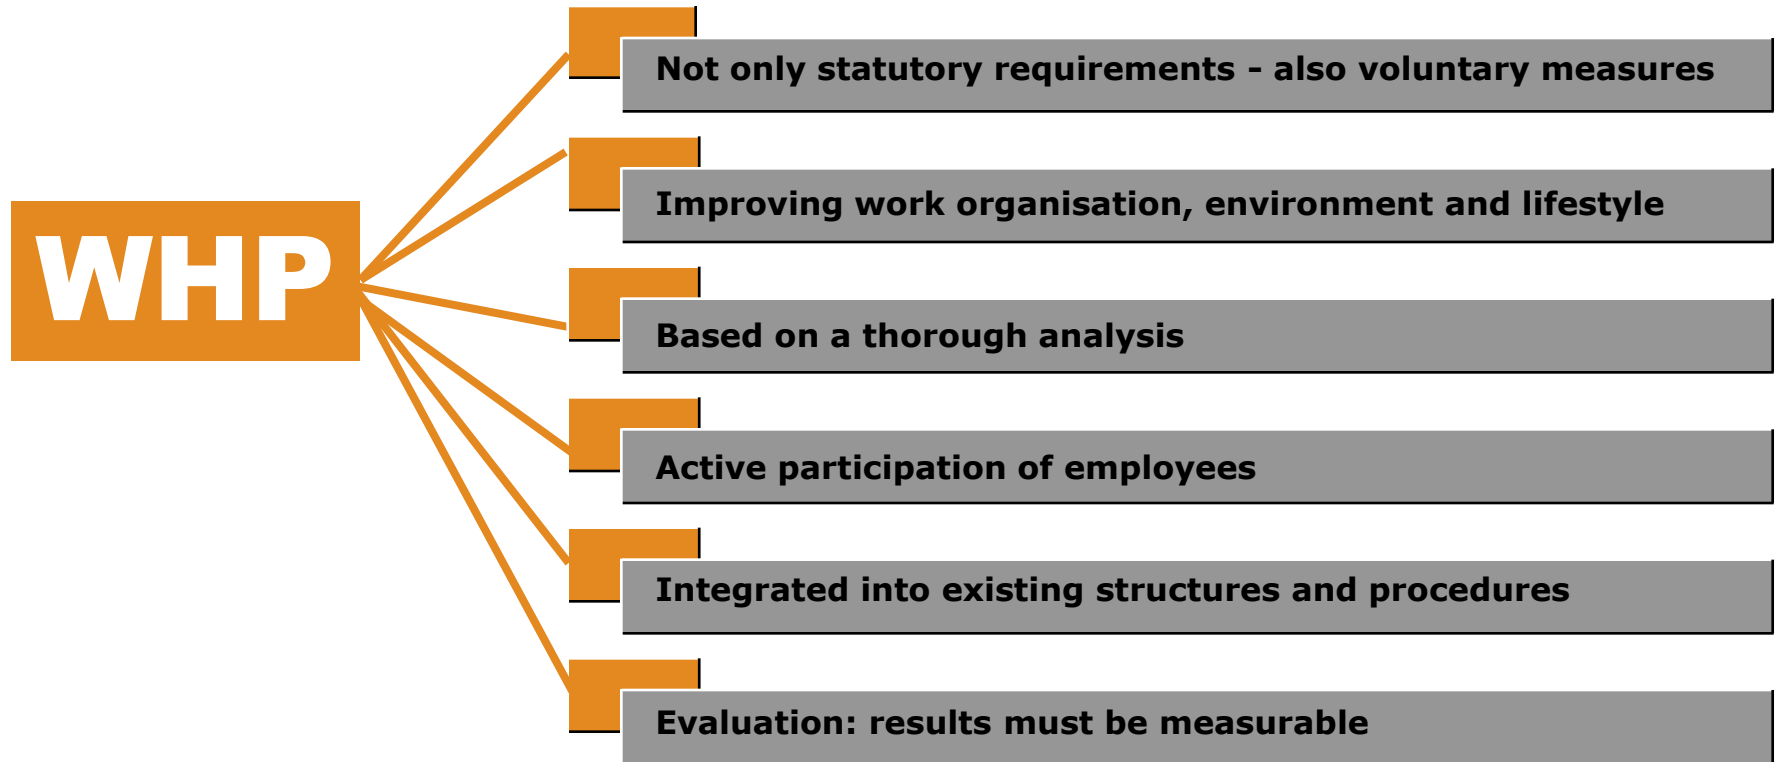 WHP
Not only statutory requirements - also voluntary measures
Improving work organisation, environment and lifestyle
Based on a thorough analysis
Active participation of employees
Integrated into existing structures and procedures
Evaluation: results must be measurable